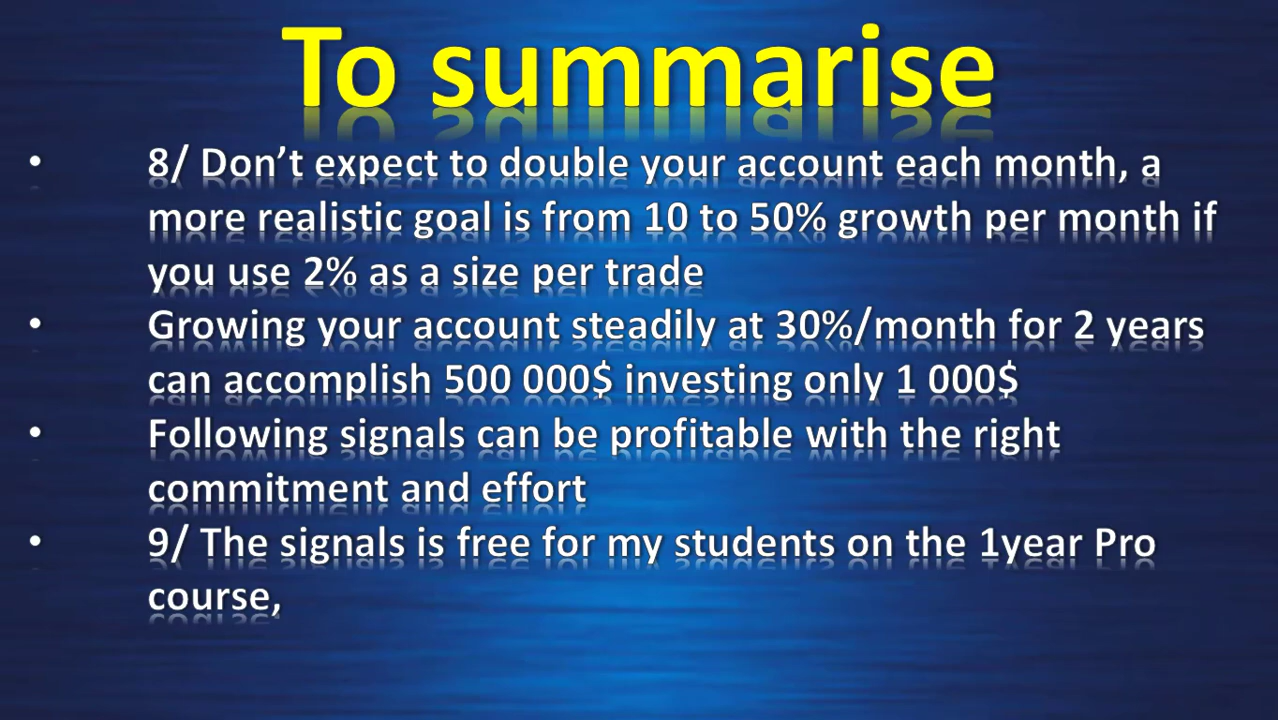 To summarise
• 8/ Don’t expect to double your account each month, a
more realistic goal is from 10 to 50% growth per month if
you use 2% as a size per trade
• Growing your account steadily at 30%/month for 2 years
can accomplish 500 000$ investing only 1 000$
• Following signals can be profitable with the right
commitment and effort
• 9/ The signals is free for my students on the 1year Pro
course,